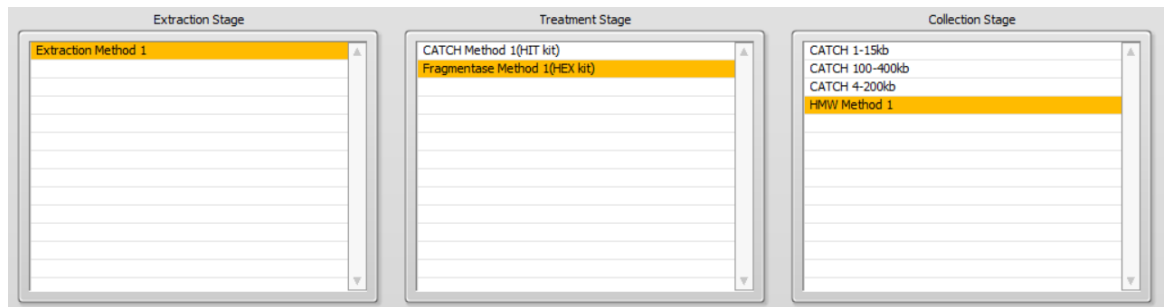 Extraction Stage
Extraction Method 1
Treatment Stage
CATCH Method 1(HIT kit)
Fragmentase Method 1(HEX kit)
Collection Stage
CATCH 1-15kb
CATCH 100-400kb
CATCH 4-200kb
HMW Method 1